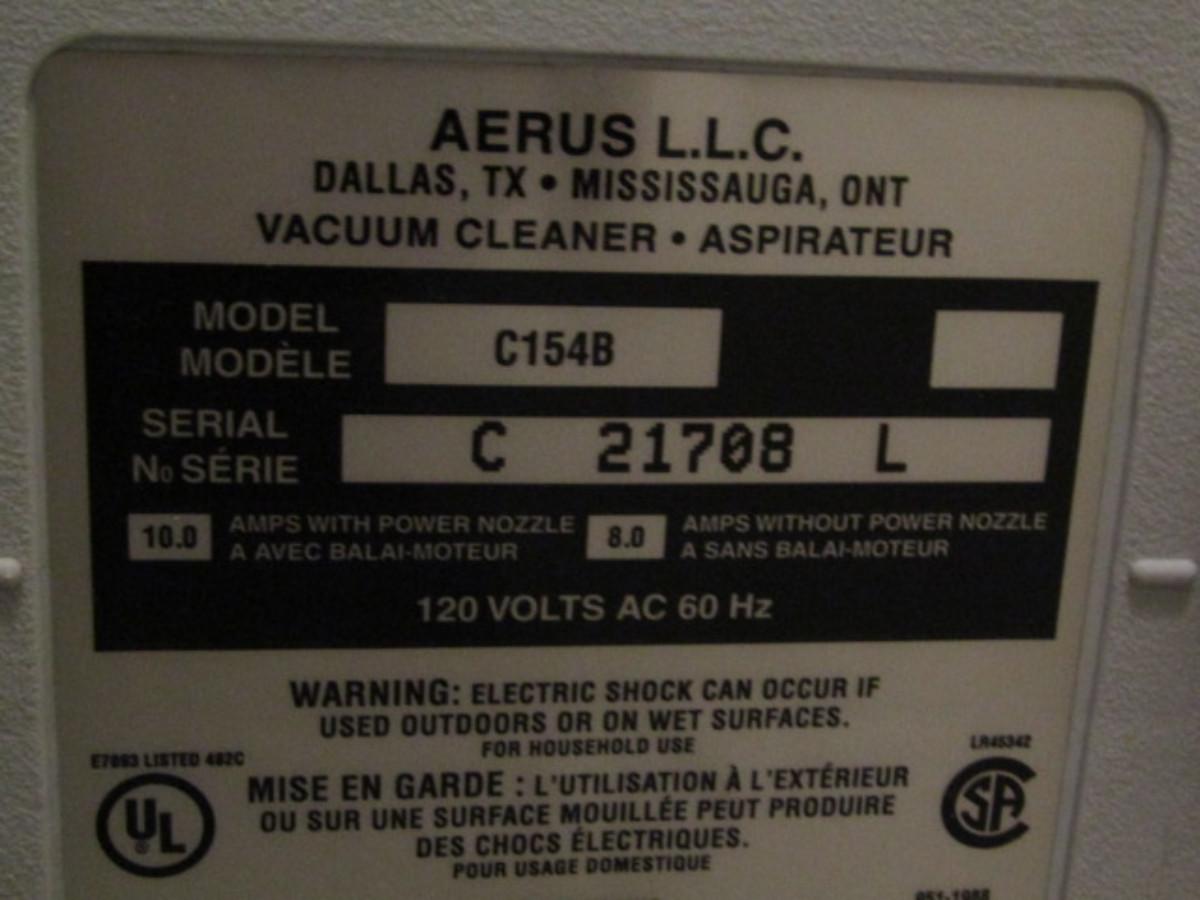 AERUS L.L.C.
DALLAS, TX • MISSISSAUGA, ONT
VACUUM CLEANER • ASPIRATEUR
MODEL
MODÈLE
C154B
SERIAL
No SÉRIE
C 21708 L
10.0 AMPS WITH POWER NOZZLE
A AVEC BALAI-MOTEUR
8.0 AMPS WITHOUT POWER NOZZLE
A SANS BALAI-MOTEUR
120 VOLTS AC 60 Hz
WARNING: ELECTRIC SHOCK CAN OCCUR IF
USED OUTDOORS OR ON WET SURFACES.
FOR HOUSEHOLD USE
E7893 LISTED 482C
UL
®
LR45342
SA
MISE EN GARDE : L'UTILISATION À L'EXTÉRIEUR
OU SUR UNE SURFACE MOUILLÉE PEUT PRODUIRE
DES CHOCS ÉLECTRIQUES.
POUR USAGE DOMESTIQUE